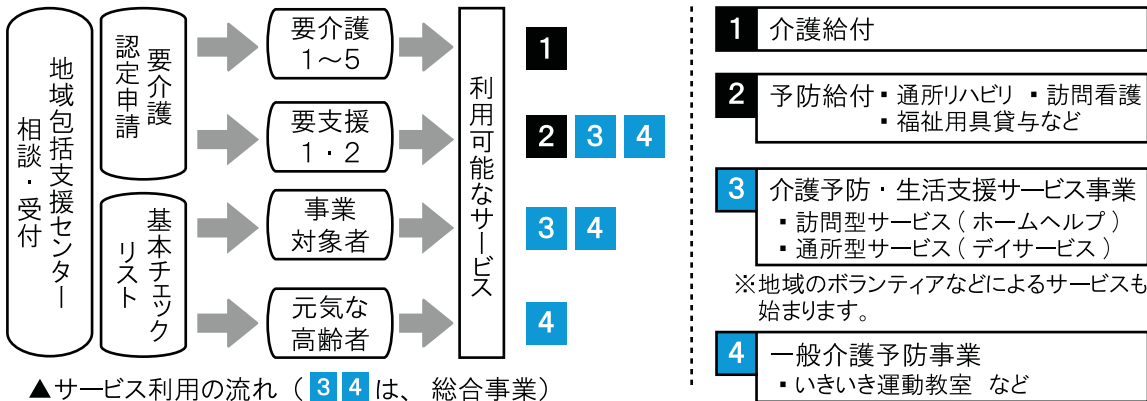 地域包括支援センター
相談・受付
要介護
認定申請
基本チェック
リスト
要介護
1～5
要支援
1・2
事業
対象者
元気な
高齢者
利用可能なサービス
1
2 3 4
3 4
4
▲サービス利用の流れ（3 4は、総合事業）
1 介護給付
2 予防給付▪通所リハビリ ▪訪問看護
▪福祉用具貸与など
3 介護予防・生活支援サービス事業
▪訪問型サービス（ホームヘルプ）
▪通所型サービス（デイサービス）
※地域のボランティアなどによるサービスも
始まります。
4 一般介護予防事業
▪いきいき運動教室 など